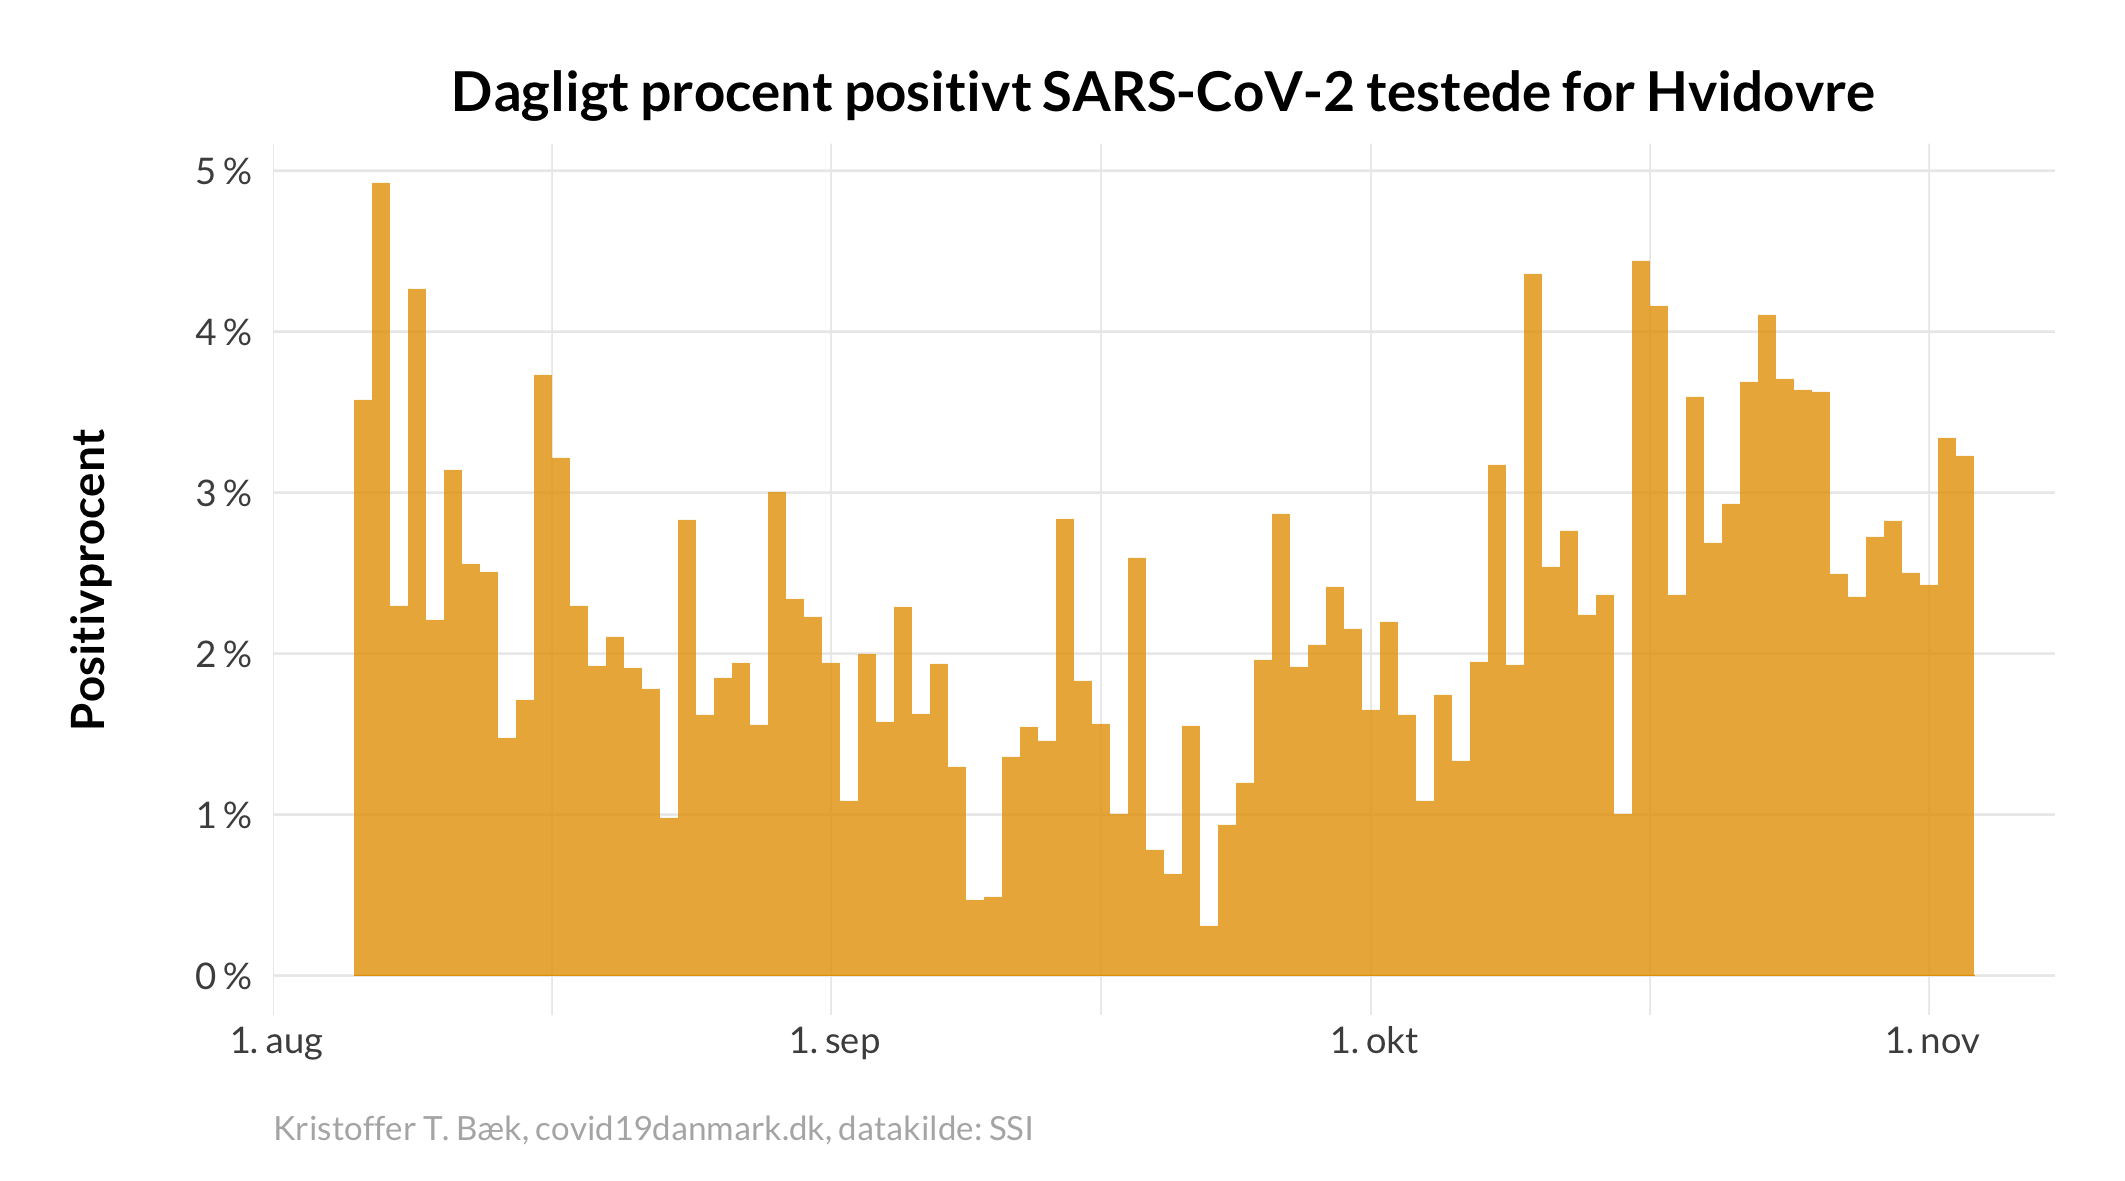 Dagligt procent positivt SARS-CoV-2 testede for Hvidovre
Positivprocent
5 %
4 %
3 %
2 %
1 %
0 %
1. aug
1. sep
1. okt
1. nov
Kristoffer T. Bæk, covid19danmark.dk, datakilde: SSI